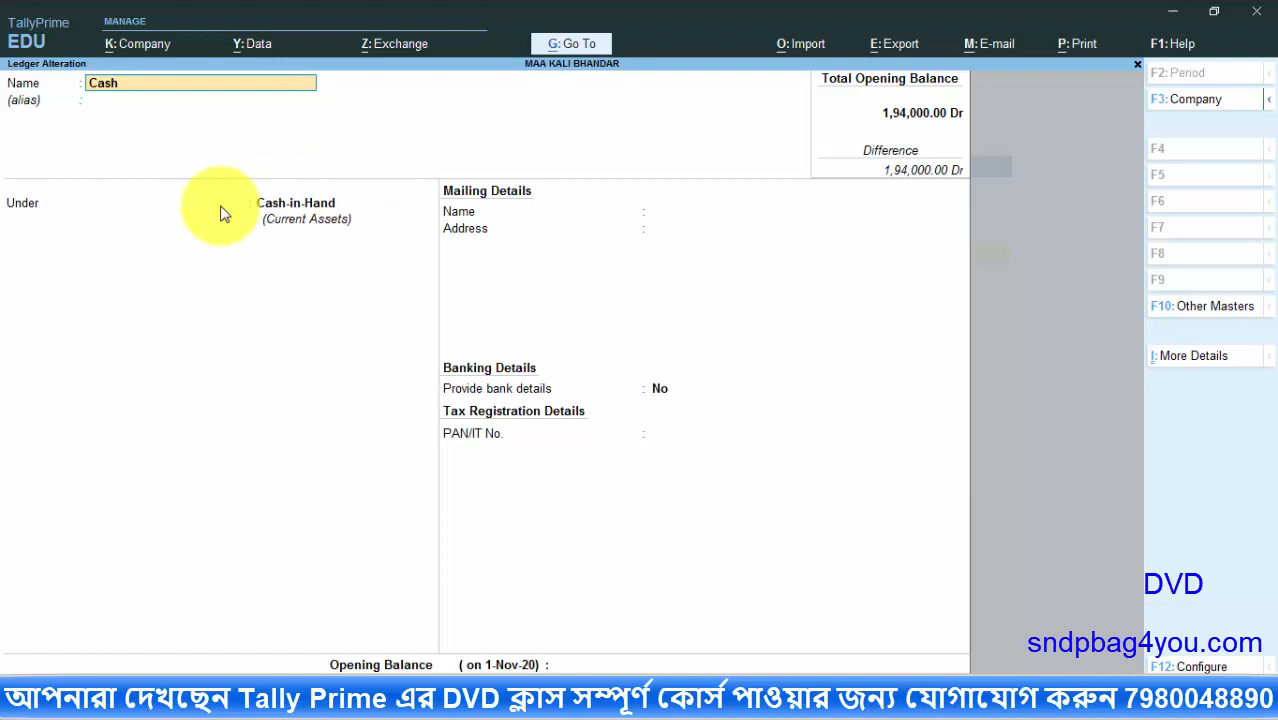 TallyPrime
EDU
MANAGE
K: Company
Y: Data
Z: Exchange
G: Go To
O: Import
E: Export
M: E-mail
P: Print
F1: Help
Ledger Alteration
MAA KALI BHANDAR
×
Name : Cash
(alias) :
Total Opening Balance
1,94,000.00 Dr
Difference
1,94,000.00 Dr
Under : Cash-in-Hand
(Current Assets)
Mailing Details
Name :
Address :
Banking Details
Provide bank details : No
Tax Registration Details
PAN/IT No. :
Opening Balance ( on 1-Nov-20) :
F2: Period
F3: Company
F4
F5
F6
F7
F8
F9
F10: Other Masters
I: More Details
F12: Configure
DVD
sndpbag4you.com
আপনারা দেখছেন Tally Prime এর DVD ক্লাস সম্পূর্ণ কোর্স পাওয়ার জন্য যোগাযোগ করুন 7980048890